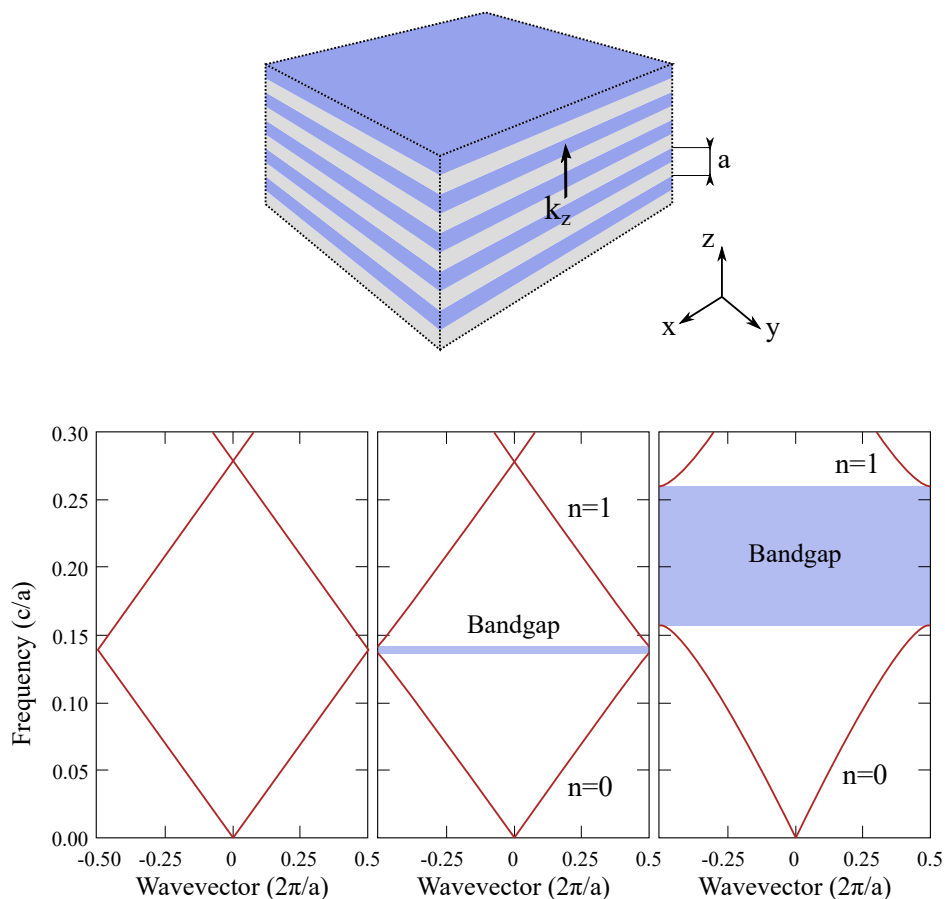 a
k_z
z
x
y
Frequency (c/a)
0.30
0.25
0.20
0.15
0.10
0.05
0.00
-0.50
0
0.25
0.5
Wavevector (2π/a)
n=1
Bandgap
n=0
-0.25
0
0.25
0.5
Wavevector (2π/a)
n=1
Bandgap
n=0
-0.25
0
0.25
0.5
Wavevector (2π/a)